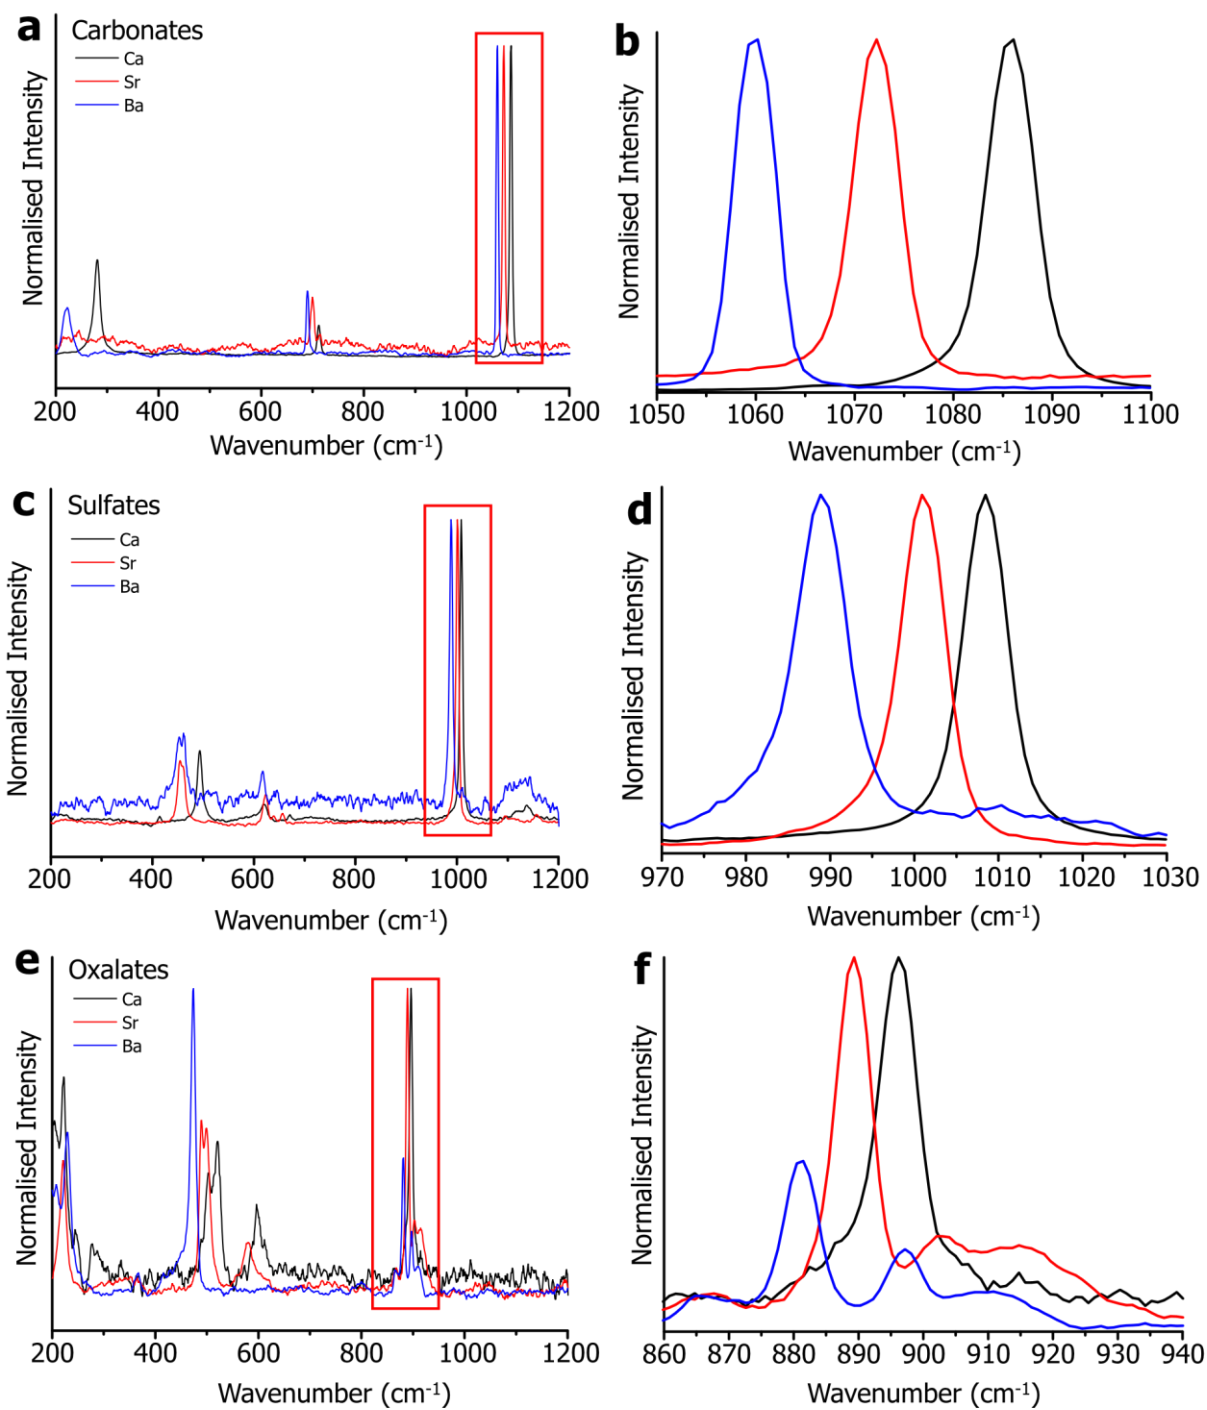 a
Carbonates
Ca
Sr
Ba
Normalised Intensity
200 400 600 800 1000 1200
Wavenumber (cm⁻¹)
b
Normalised Intensity
1050 1060 1070 1080 1090 1100
Wavenumber (cm⁻¹)
c
Sulfates
Ca
Sr
Ba
Normalised Intensity
200 400 600 800 1000 1200
Wavenumber (cm⁻¹)
d
Normalised Intensity
970 980 990 1000 1010 1020 1030
Wavenumber (cm⁻¹)
e
Oxalates
Ca
Sr
Ba
Normalised Intensity
200 400 600 800 1000 1200
Wavenumber (cm⁻¹)
f
Normalised Intensity
860 870 880 890 900 910 920 930 940
Wavenumber (cm⁻¹)